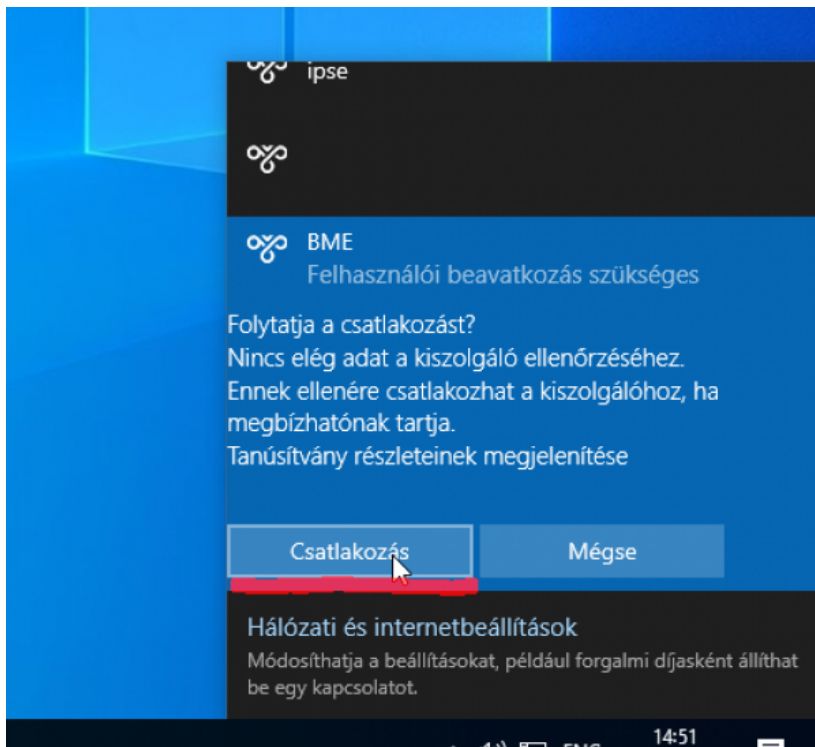 ipse
BME
Felhasználói beavatkozás szükséges
Folytatja a csatlakozást?
Nincs elég adat a kiszolgáló ellenőrzéséhez.
Ennek ellenére csatlakozhat a kiszolgálóhoz, ha
megbízhatónak tartja.
Tanúsítvány részleteinek megjelenítése
Csatlakozás
Mégse
Hálózati és internetbeállítások
Módosíthatja a beállításokat, például forgalmi díjasként állíthat
be egy kapcsolatot.
14:51